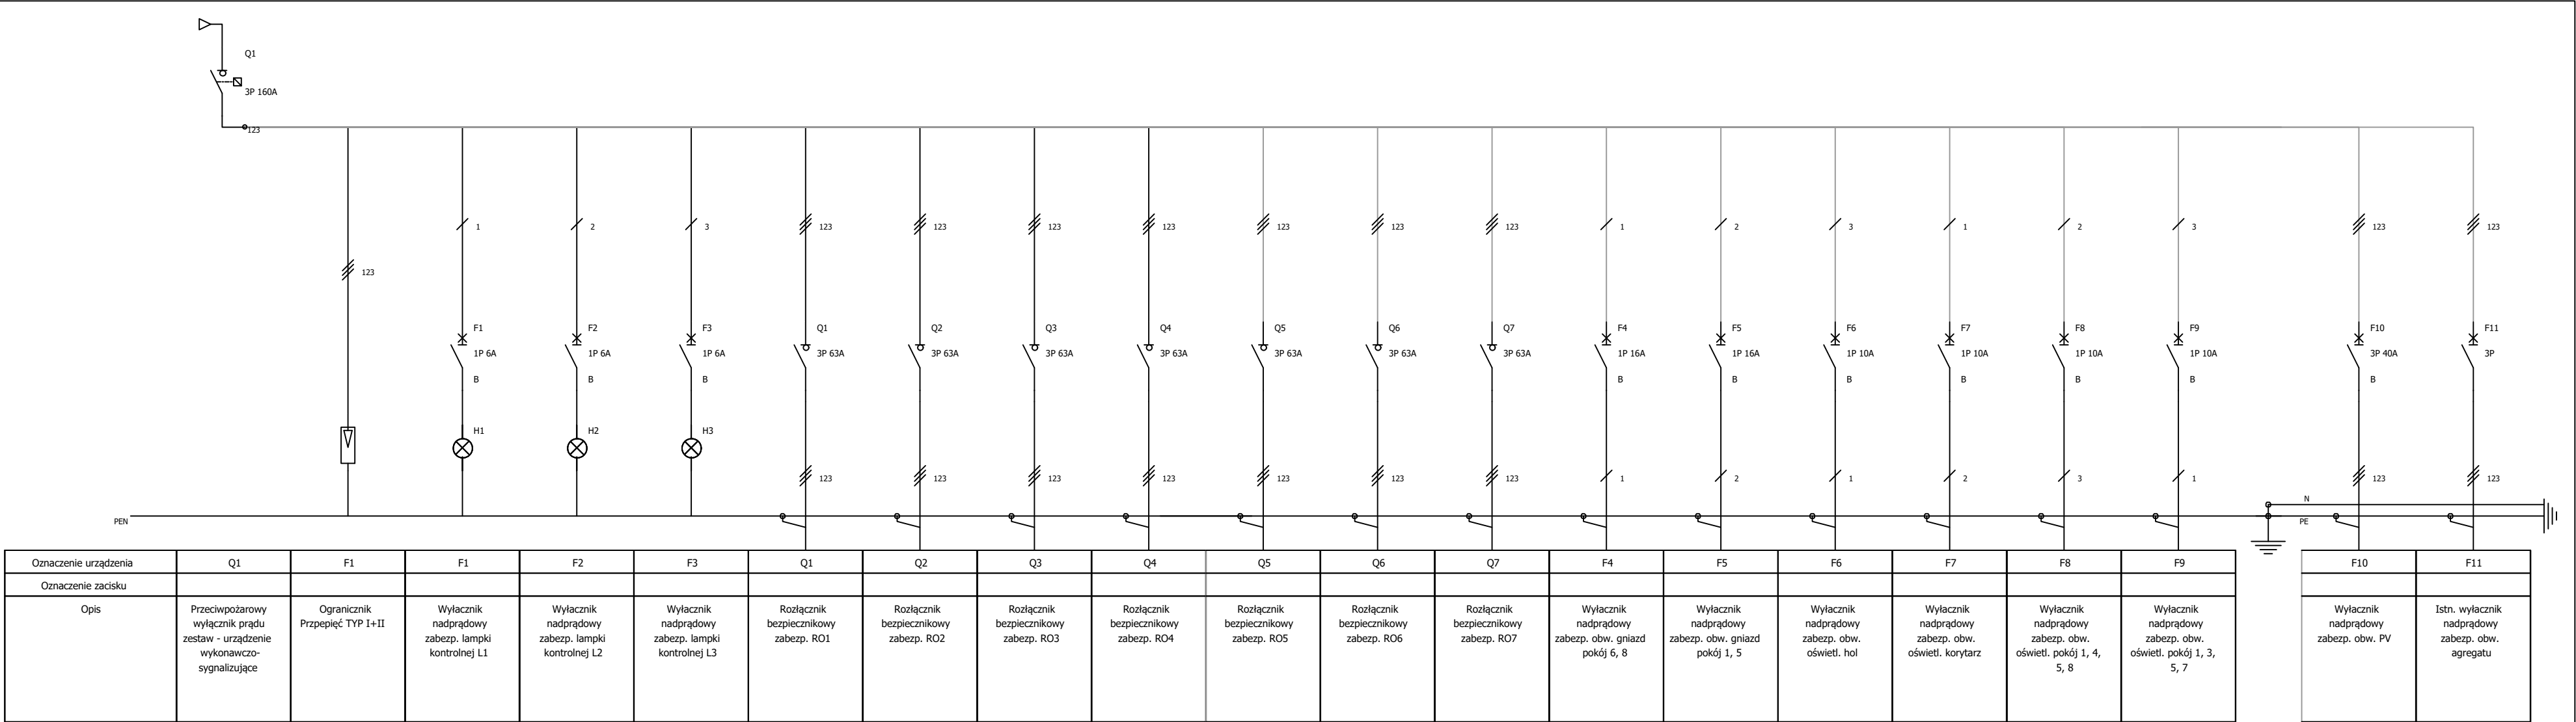 Q1
3P 160A
123
1 2 3 123 123 123 123 123 123 123 1 2 3 1 2 3 123 123
123
F1 F2 F3 Q1 Q2 Q3 Q4 Q5 Q6 Q7 F4 F5 F6 F7 F8 F9 F10 F11
1P 6A 1P 6A 1P 6A 3P 63A 3P 63A 3P 63A 3P 63A 3P 63A 3P 63A 3P 63A 1P 16A 1P 16A 1P 10A 1P 10A 1P 10A 1P 10A 3P 40A 3P
B B B B B B B B B B
H1 H2 H3
123 123 123 123 123 123 123 1 2 1 2 3 1 123 123
N
PEN PE
Oznaczenie urządzenia Q1 F1 F1 F2 F3 Q1 Q2 Q3 Q4 Q5 Q6 Q7 F4 F5 F6 F7 F8 F9 F10 F11
Oznaczenie zacisku
Opis
Przeciwpożarowy
wyłącznik prądu
zestaw - urządzenie
wykonawczo-
sygnalizujące
Ogranicznik
Przpepięć TYP I+II
Wyłacznik
nadprądowy
zabezp. lampki
kontrolnej L1
Wyłacznik
nadprądowy
zabezp. lampki
kontrolnej L2
Wyłacznik
nadprądowy
zabezp. lampki
kontrolnej L3
Rozłącznik
bezpiecznikowy
zabezp. RO1
Rozłącznik
bezpiecznikowy
zabezp. RO2
Rozłącznik
bezpiecznikowy
zabezp. RO3
Rozłącznik
bezpiecznikowy
zabezp. RO4
Rozłącznik
bezpiecznikowy
zabezp. RO5
Rozłącznik
bezpiecznikowy
zabezp. RO6
Rozłącznik
bezpiecznikowy
zabezp. RO7
Wyłacznik
nadprądowy
zabezp. obw. gniazd
pokój 6, 8
Wyłacznik
nadprądowy
zabezp. obw. gniazd
pokój 1, 5
Wyłacznik
nadprądowy
zabezp. obw.
oświetl. hol
Wyłacznik
nadprądowy
zabezp. obw.
oświetl. korytarz
Wyłacznik
nadprądowy
zabezp. obw.
oświetl. pokój 1, 4,
5, 8
Wyłacznik
nadprądowy
zabezp. obw.
oświetl. pokój 1, 3,
5, 7
Wyłacznik
nadprądowy
zabezp. obw. PV
Istn. wyłacznik
nadprądowy
zabezp. obw.
agregatu